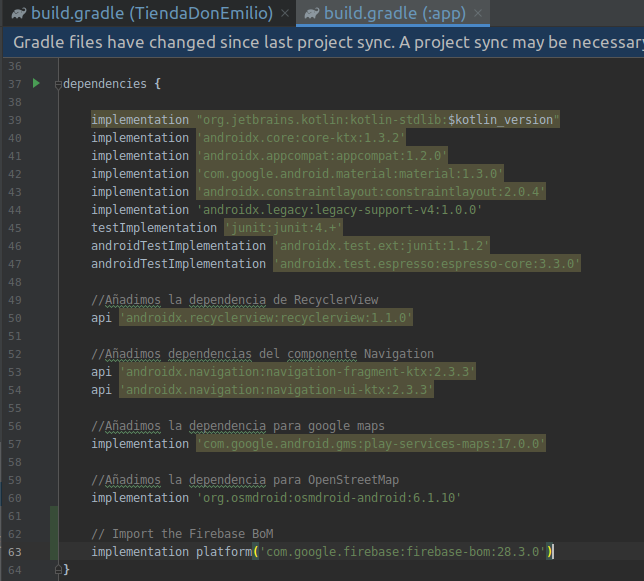 build.gradle (TiendaDonEmilio) × build.gradle (:app) ×
Gradle files have changed since last project sync. A project sync may be necessary
36
37 dependencies {
38
39 implementation "org.jetbrains.kotlin:kotlin-stdlib:$kotlin_version"
40 implementation 'androidx.core:core-ktx:1.3.2'
41 implementation 'androidx.appcompat:appcompat:1.2.0'
42 implementation 'com.google.android.material:material:1.3.0'
43 implementation 'androidx.constraintlayout:constraintlayout:2.0.4'
44 implementation 'androidx.legacy:legacy-support-v4:1.0.0'
45 testImplementation 'junit:junit:4.+'
46 androidTestImplementation 'androidx.test.ext:junit:1.1.2'
47 androidTestImplementation 'androidx.test.espresso:espresso-core:3.3.0'
48
49 //Añadimos la dependencia de RecyclerView
50 api 'androidx.recyclerview:recyclerview:1.1.0'
51
52 //Añadimos dependencias del componente Navigation
53 api 'androidx.navigation:navigation-fragment-ktx:2.3.3'
54 api 'androidx.navigation:navigation-ui-ktx:2.3.3'
55
56 //Añadimos la dependencia para google maps
57 implementation 'com.google.android.gms:play-services-maps:17.0.0'
58
59 //Añadimos la dependencia para OpenStreetMap
60 implementation 'org.osmdroid:osmdroid-android:6.1.10'
61
62 // Import the Firebase BoM
63 implementation platform('com.google.firebase:firebase-bom:28.3.0')
64 }